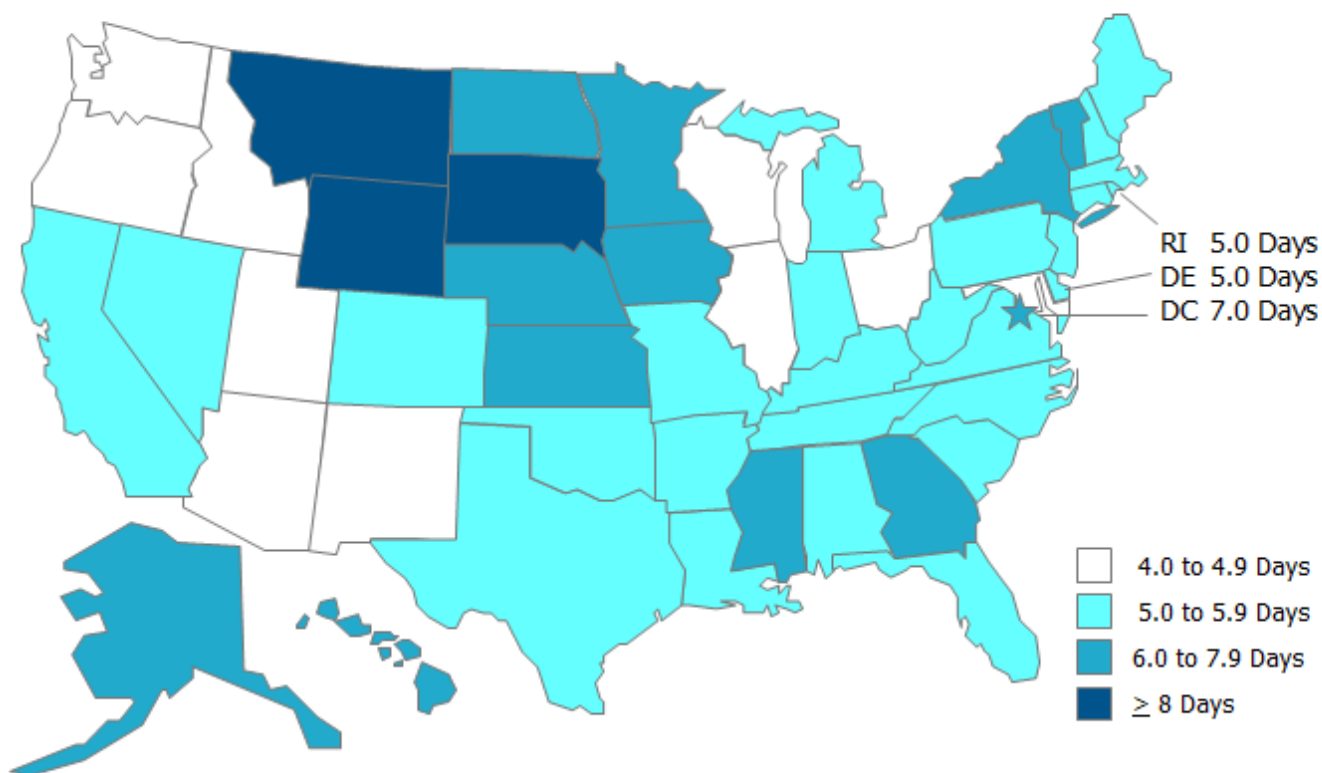 RI 5.0 Days
DE 5.0 Days
DC 7.0 Days
4.0 to 4.9 Days
5.0 to 5.9 Days
6.0 to 7.9 Days
≥ 8 Days